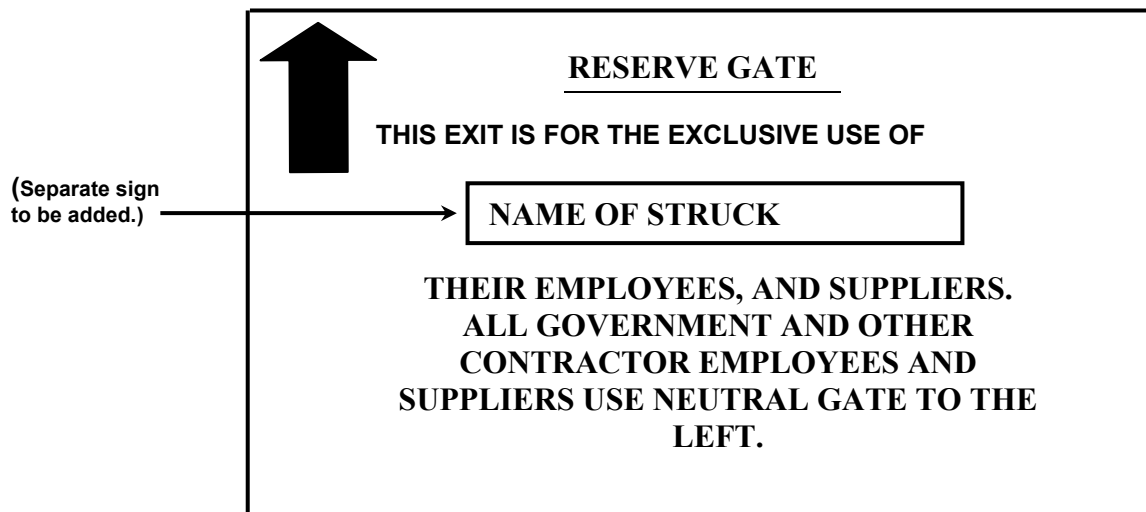 RESERVE GATE
THIS EXIT IS FOR THE EXCLUSIVE USE OF
(Separate sign
to be added.)
NAME OF STRUCK
THEIR EMPLOYEES, AND SUPPLIERS.
ALL GOVERNMENT AND OTHER
CONTRACTOR EMPLOYEES AND
SUPPLIERS USE NEUTRAL GATE TO THE
LEFT.